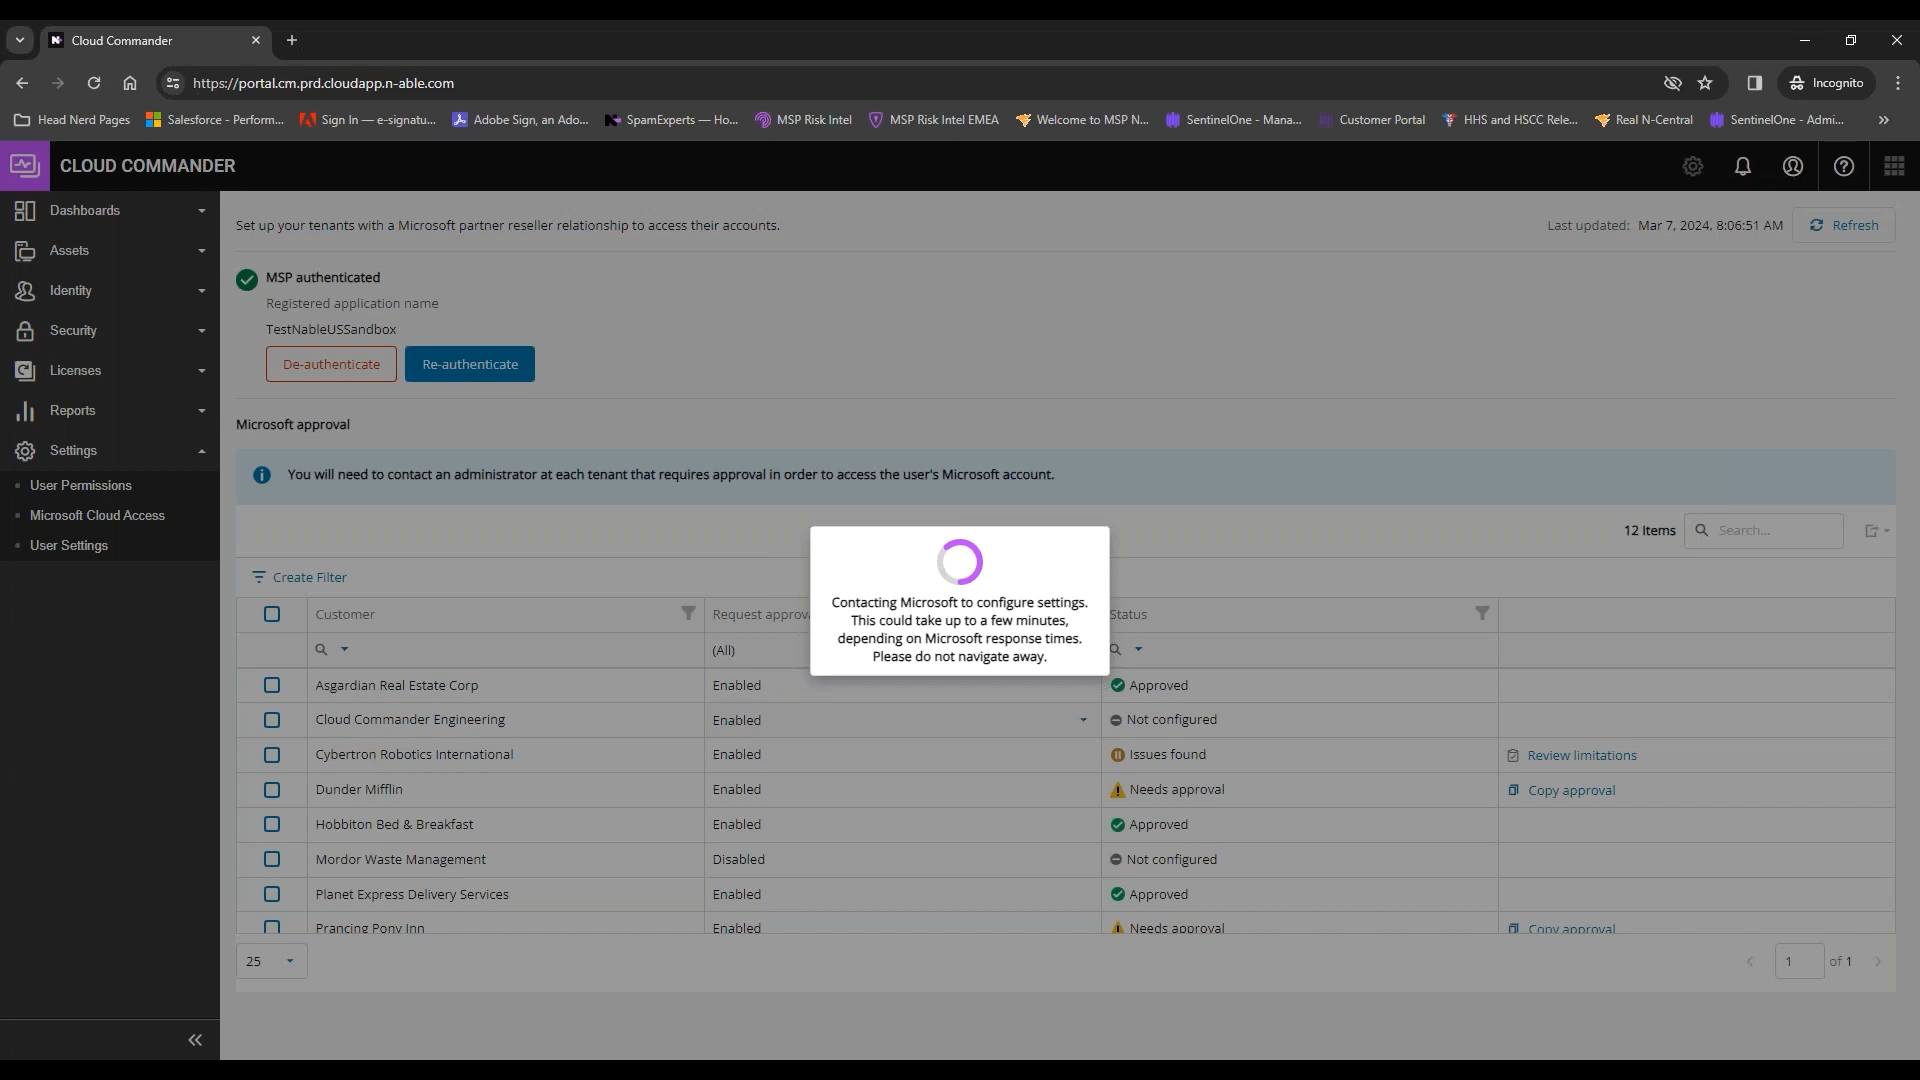 Cloud Commander
https://portal.cm.prd.cloudapp.n-able.com
Incognito
Head Nerd Pages
Salesforce - Perform...
Sign In — e-signatu...
Adobe Sign, an Ado...
SpamExperts — Ho...
MSP Risk Intel
MSP Risk Intel EMEA
Welcome to MSP N...
SentinelOne - Mana...
Customer Portal
HHS and HSCC Rele...
Real N-Central
SentinelOne - Admi...
CLOUD COMMANDER
Dashboards
Assets
Identity
Security
Licenses
Reports
Settings
User Permissions
Microsoft Cloud Access
User Settings
Set up your tenants with a Microsoft partner reseller relationship to access their accounts.
Last updated: Mar 7, 2024, 8:06:51 AM
Refresh
MSP authenticated
Registered application name
TestNableUSSandbox
De-authenticate
Re-authenticate
Microsoft approval
You will need to contact an administrator at each tenant that requires approval in order to access the user's Microsoft account.
12 Items
Search...
Create Filter
Contacting Microsoft to configure settings.
This could take up to a few minutes,
depending on Microsoft response times.
Please do not navigate away.
Customer Request approv Status
(All)
Asgardian Real Estate Corp Enabled Approved
Cloud Commander Engineering Enabled Not configured
Cybertron Robotics International Enabled Issues found Review limitations
Dunder Mifflin Enabled Needs approval Copy approval
Hobbiton Bed & Breakfast Enabled Approved
Mordor Waste Management Disabled Not configured
Planet Express Delivery Services Enabled Approved
Prancing Pony Inn Enabled Needs approval Copy approval
25
1 of 1